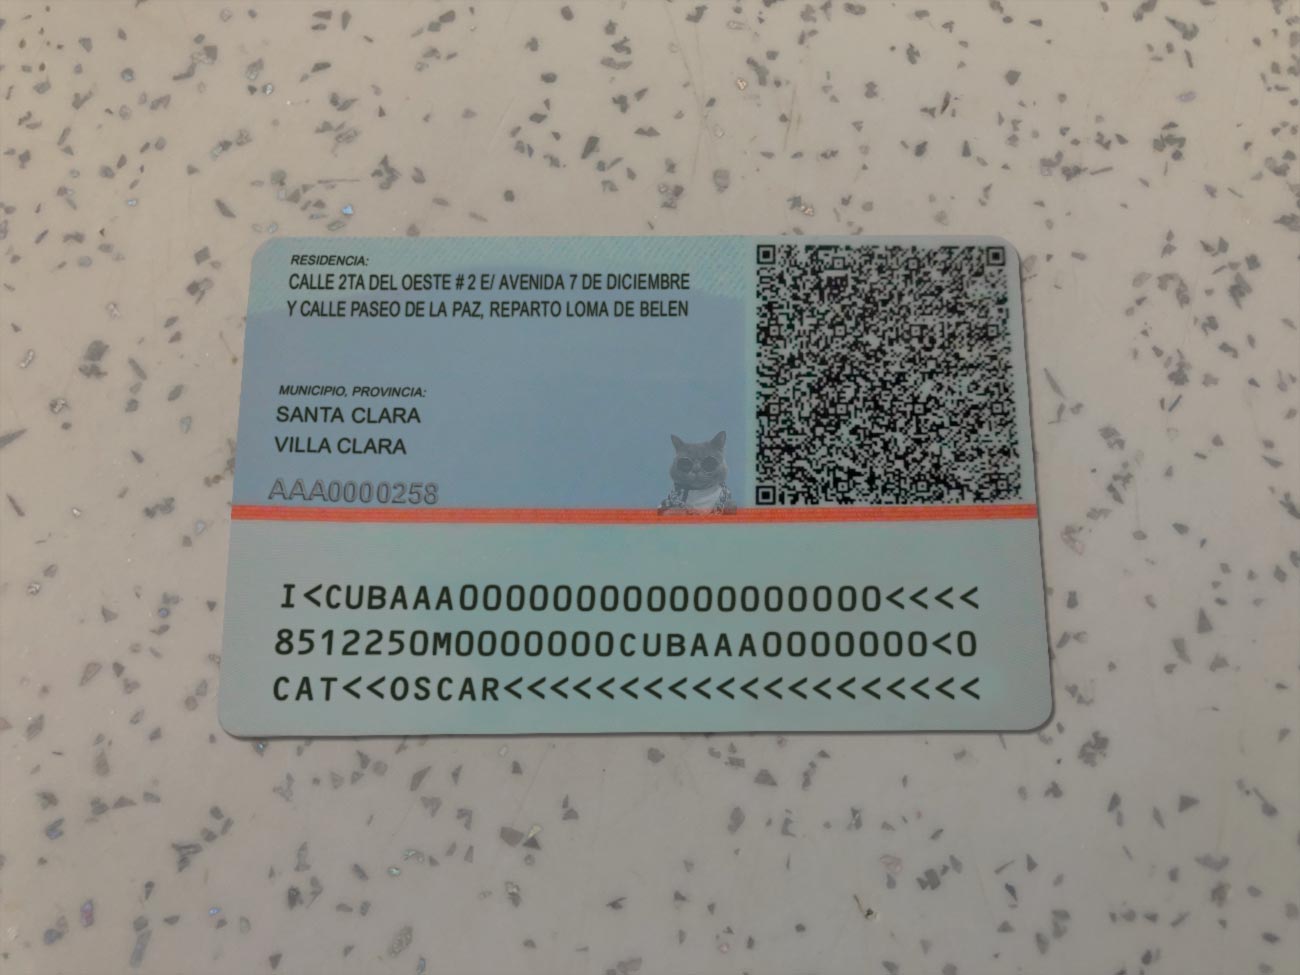 RESIDENCIA:
CALLE 2TA DEL OESTE # 2 E/ AVENIDA 7 DE DICIEMBRE
Y CALLE PASEO DE LA PAZ, REPARTO LOMA DE BELEN
MUNICIPIO, PROVINCIA:
SANTA CLARA
VILLA CLARA
AAA0000258
I<CUBAAA0000000000000000000<<<<
8512250M0000000CUBAAA0000000<0
CAT<<OSCAR<<<<<<<<<<<<<<<<<<<<<